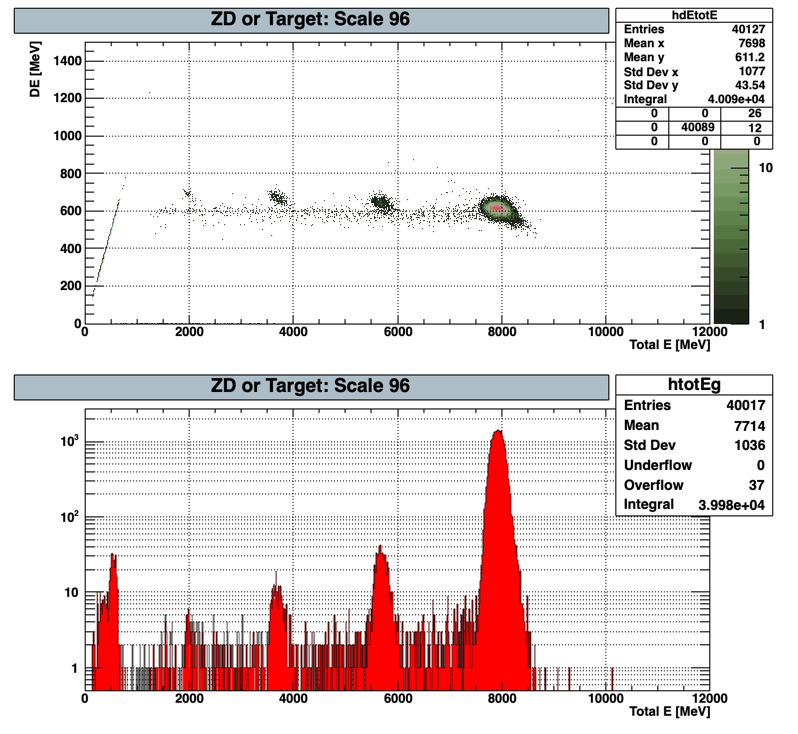 ZD or Target: Scale 96
hdEtotE
Entries 40127
Mean x 7698
Mean y 611.2
Std Dev x 1077
Std Dev y 43.54
Integral 4.009e+04
0 0 26
0 40089 12
0 0 0
DE [MeV]
1400
1200
1000
800
600
400
200
0
10
1
0 2000 4000 6000 8000 10000 12000
Total E [MeV]
ZD or Target: Scale 96
htotEg
Entries 40017
Mean 7714
Std Dev 1036
Underflow 0
Overflow 37
Integral 3.998e+04
10³
10²
10
1
0 2000 4000 6000 8000 10000 12000
Total E [MeV]